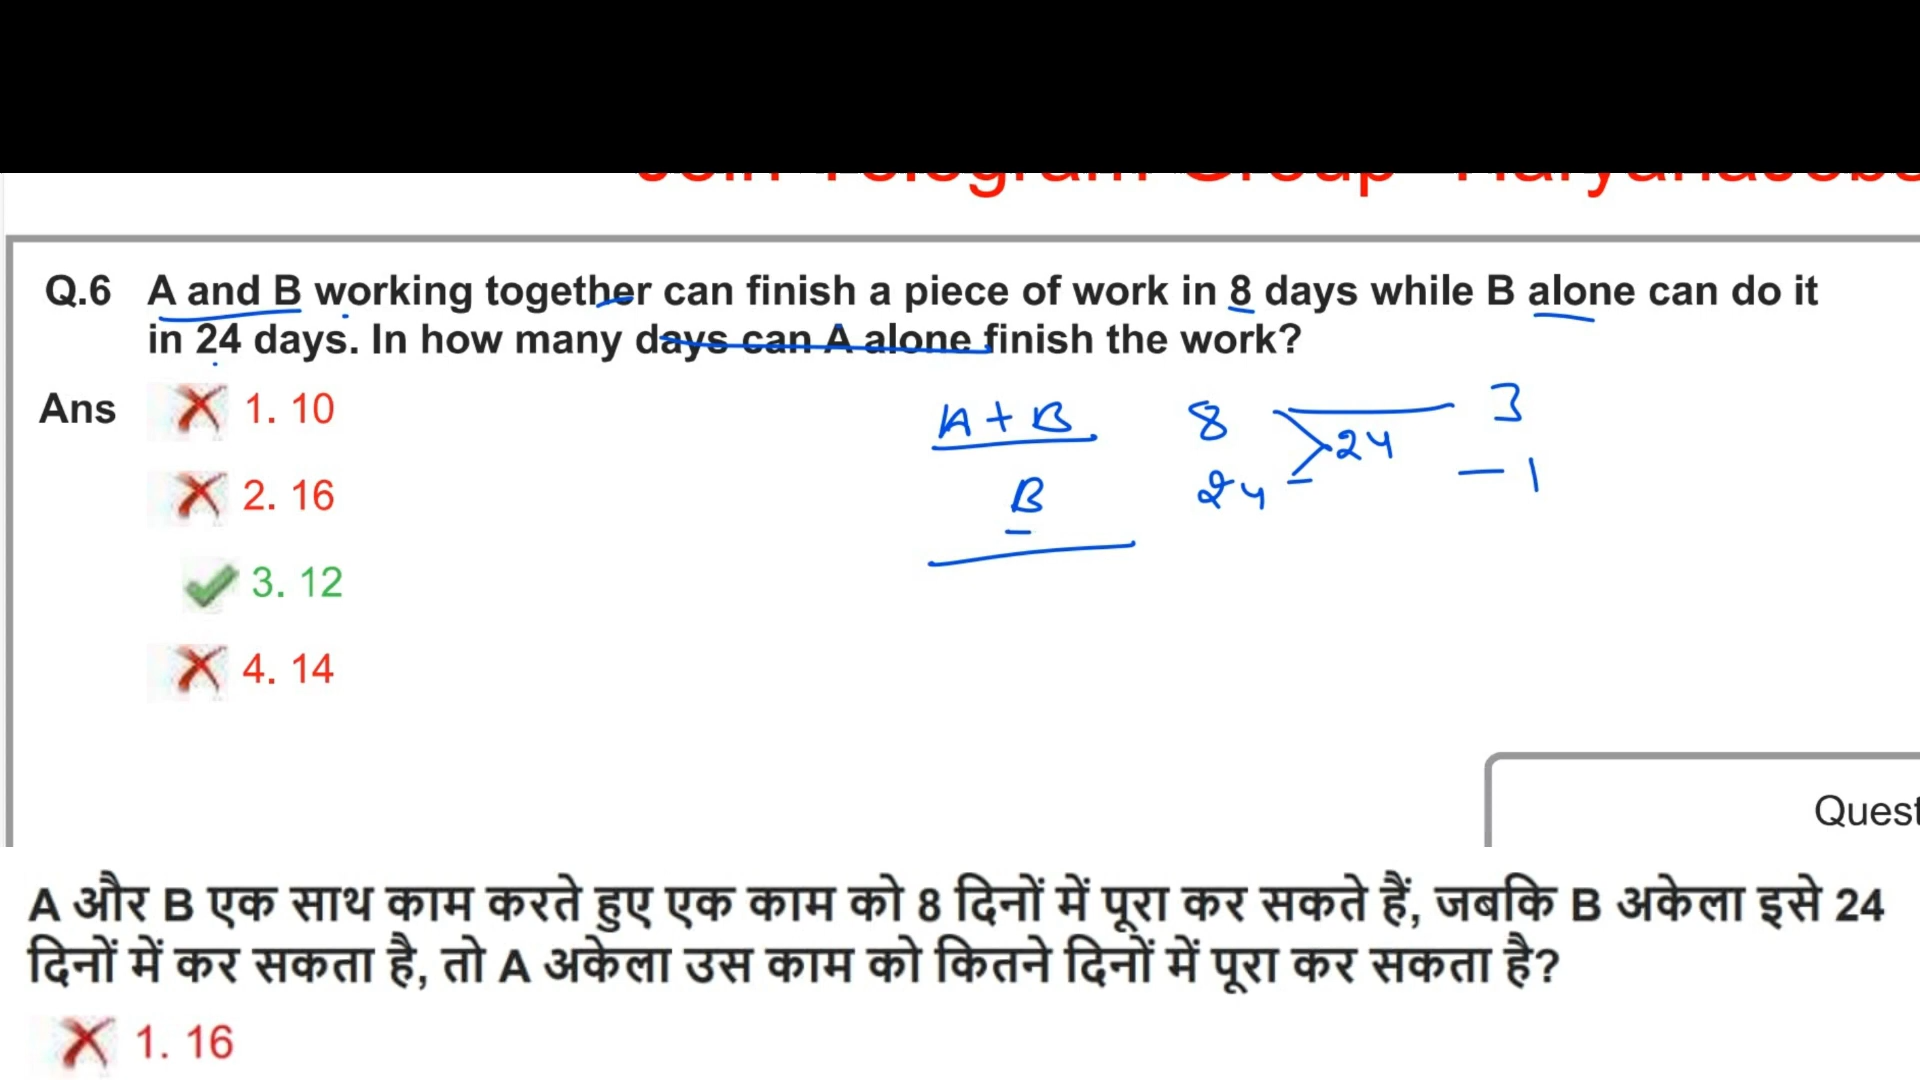 Join Telegram Group
Q.6 A and B working together can finish a piece of work in 8 days while B alone can do it
in 24 days. In how many days can A alone finish the work?
Ans 1. 10
2. 16
3. 12
4. 14
A + B 8 24 3
B 24 - 1
Quest
A और B एक साथ काम करते हुए एक काम को 8 दिनों में पूरा कर सकते हैं, जबकि B अकेला इसे 24
दिनों में कर सकता है, तो A अकेला उस काम को कितने दिनों में पूरा कर सकता है?
1. 16